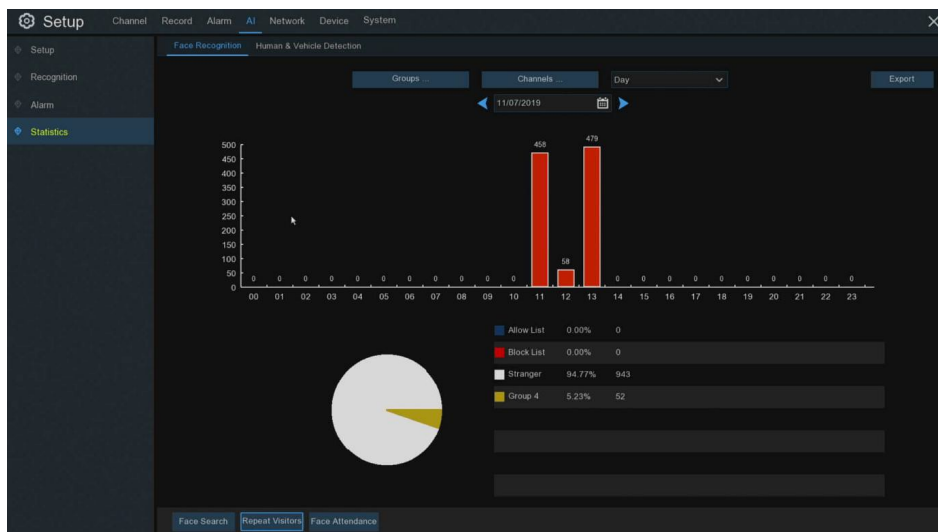 Setup Channel Record Alarm AI Network Device System
Setup
Recognition
Alarm
Statistics
Face Recognition Human & Vehicle Detection
Groups ... Channels ... Day Export
11/07/2019
500
450
400
350
300
250
200
150
100
50
0
0 0 0 0 0 0 0 0 0 0 0 458 58 479 0 0 0 0 0 0 0 0 0 0
00 01 02 03 04 05 06 07 08 09 10 11 12 13 14 15 16 17 18 19 20 21 22 23
Allow List 0.00% 0
Block List 0.00% 0
Stranger 94.77% 943
Group 4 5.23% 52
Face Search Repeat Visitors Face Attendance